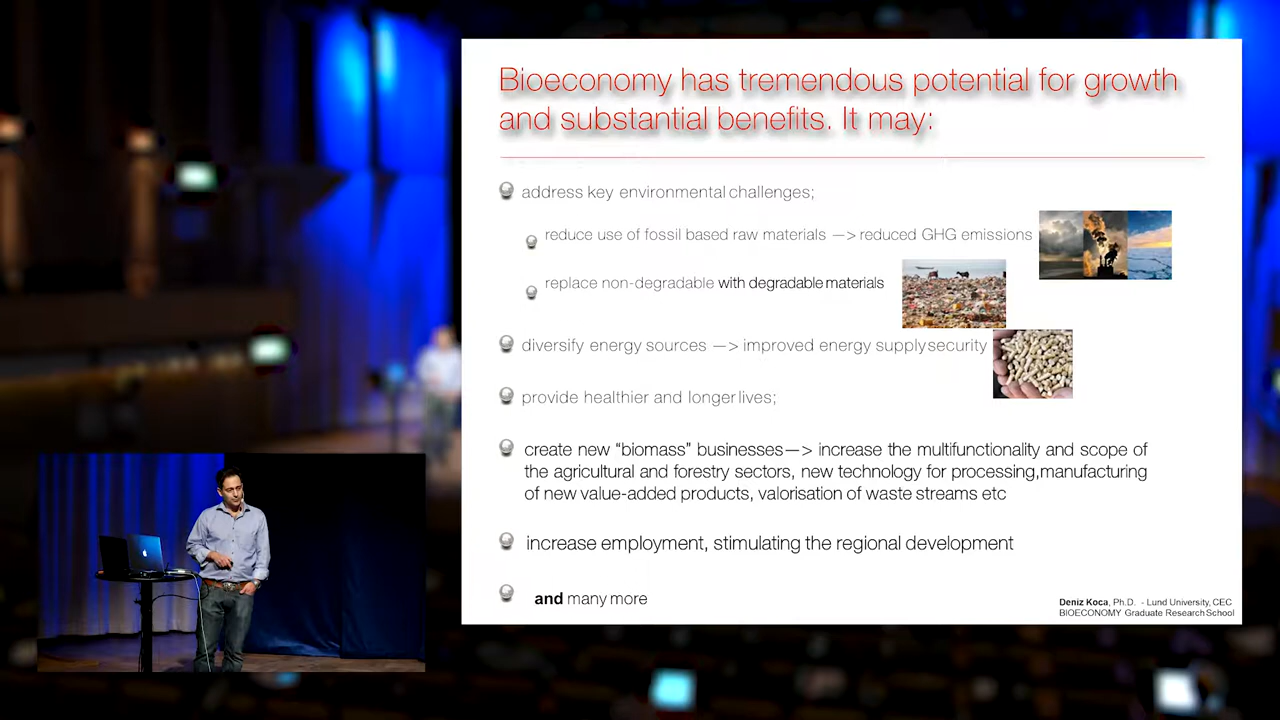 Bioeconomy has tremendous potential for growth
and substantial benefits. It may:
address key environmental challenges;
reduce use of fossil based raw materials —> reduced GHG emissions
replace non-degradable with degradable materials
diversify energy sources —> improved energy supply security
provide healthier and longer lives;
create new “biomass” businesses—> increase the multifunctionality and scope of
the agricultural and forestry sectors, new technology for processing,manufacturing
of new value-added products, valorisation of waste streams etc
increase employment, stimulating the regional development
and many more
Deniz Koca, Ph.D. - Lund University, CEC
BIOECONOMY Graduate Research School